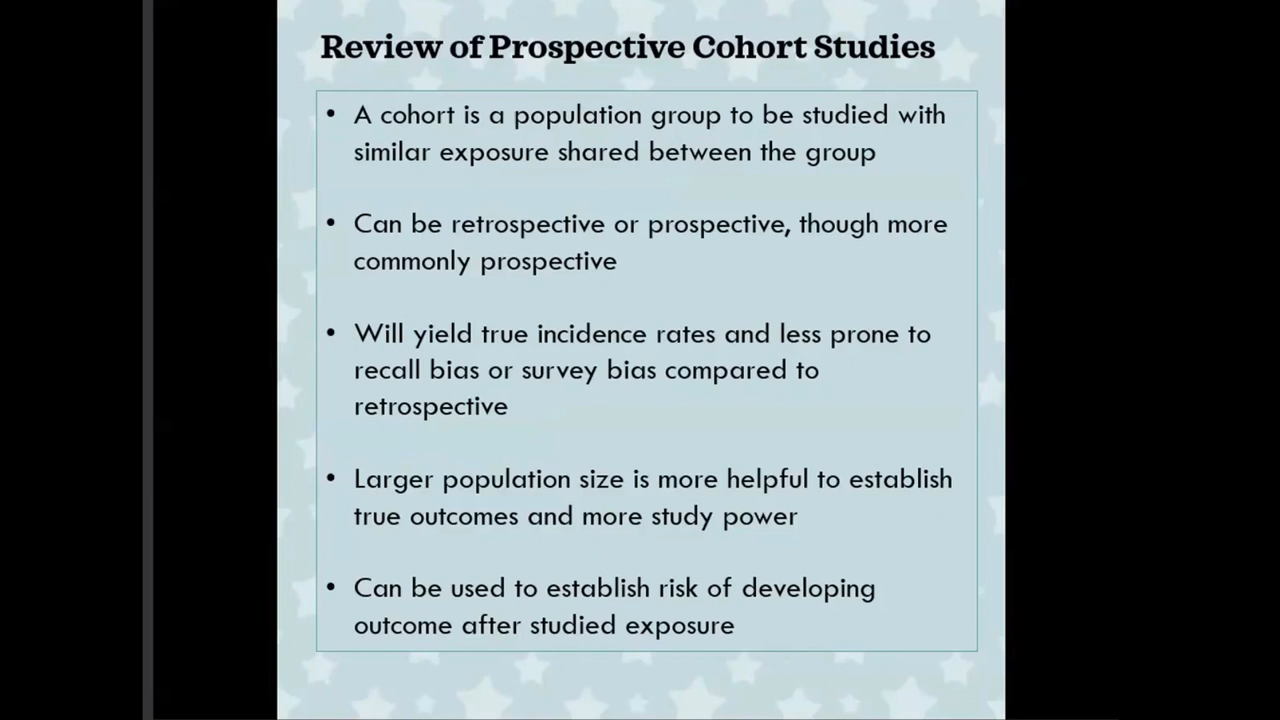 Review of Prospective Cohort Studies
• A cohort is a population group to be studied with
similar exposure shared between the group
• Can be retrospective or prospective, though more
commonly prospective
• Will yield true incidence rates and less prone to
recall bias or survey bias compared to
retrospective
• Larger population size is more helpful to establish
true outcomes and more study power
• Can be used to establish risk of developing
outcome after studied exposure